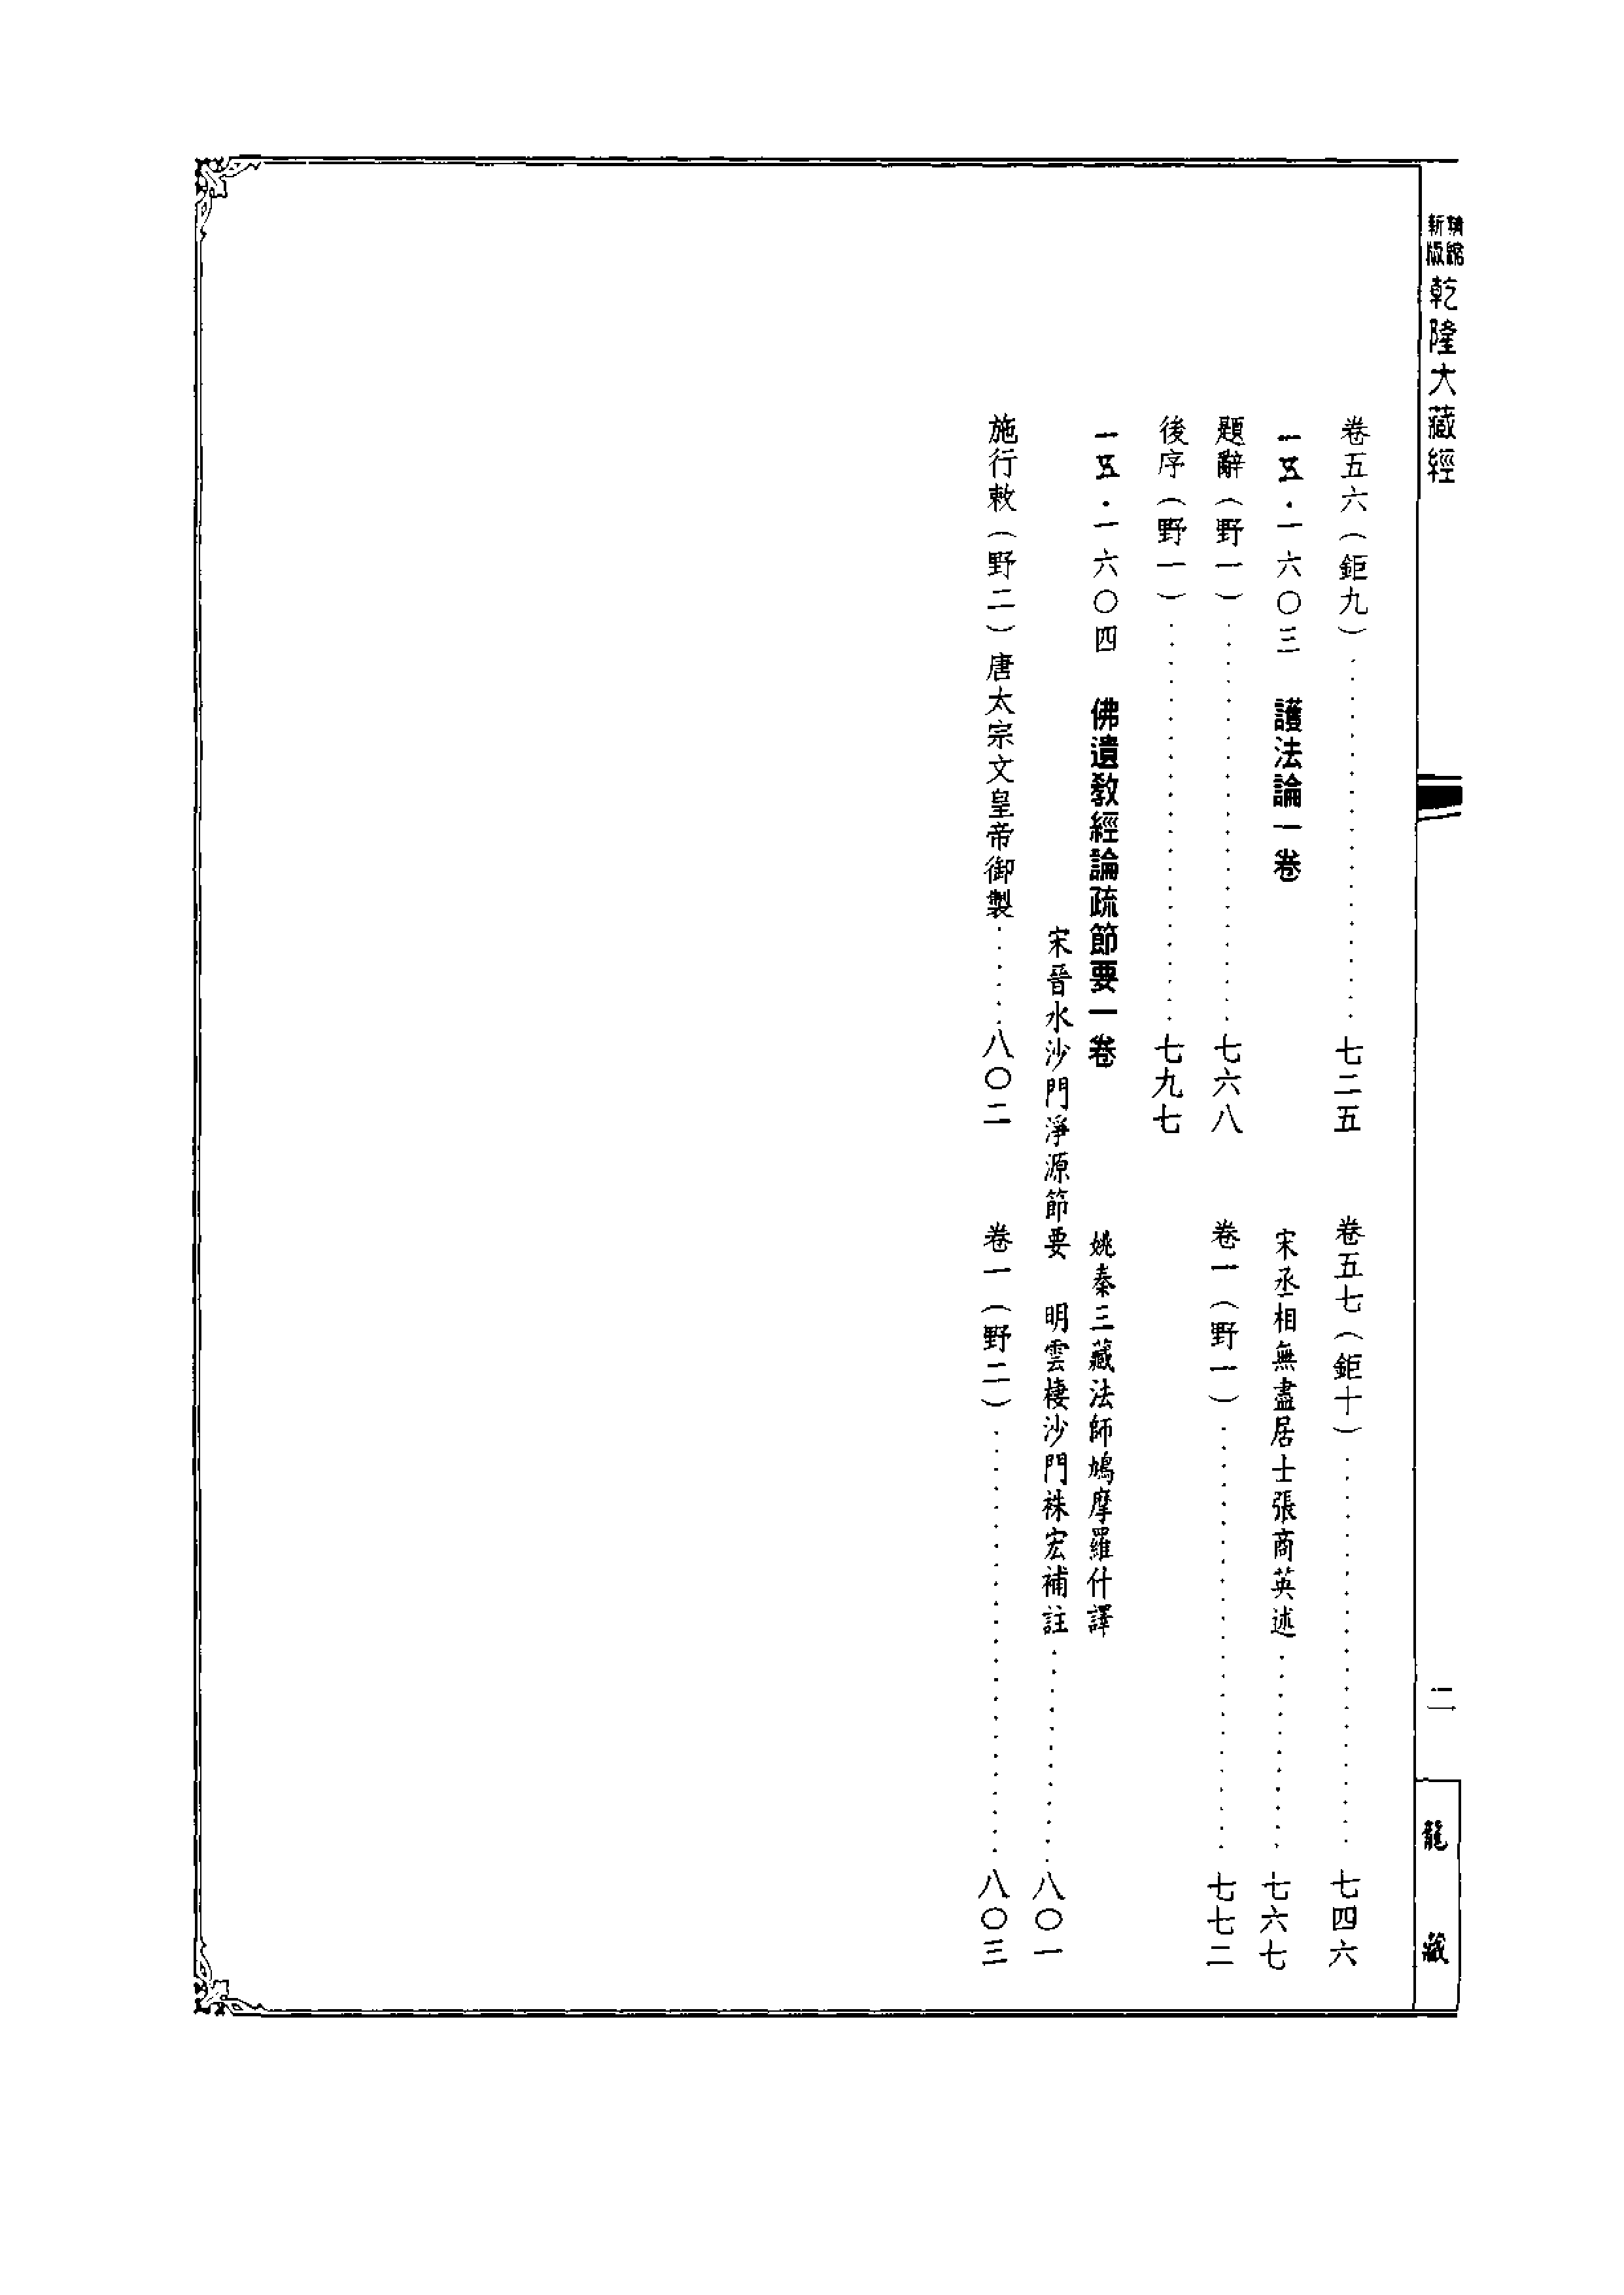 新版精縮乾隆大藏經
卷五六（鉅九）……七二五　卷五七（鉅十）……七四六
一五五·一六〇三　護法論一卷　宋丞相無盡居士張商英述……七六七
題辭（野一）……七六八　卷一（野一）……七七二
後序（野一）……七九七
一五五·一六〇四　佛遺教經論疏節要一卷　姚秦三藏法師鳩摩羅什譯
宋晉水沙門淨源節要　明雲棲沙門袾宏補註……八〇一
施行敕（野二）唐太宗文皇帝御製……八〇二　卷一（野二）……八〇三
二
龍藏